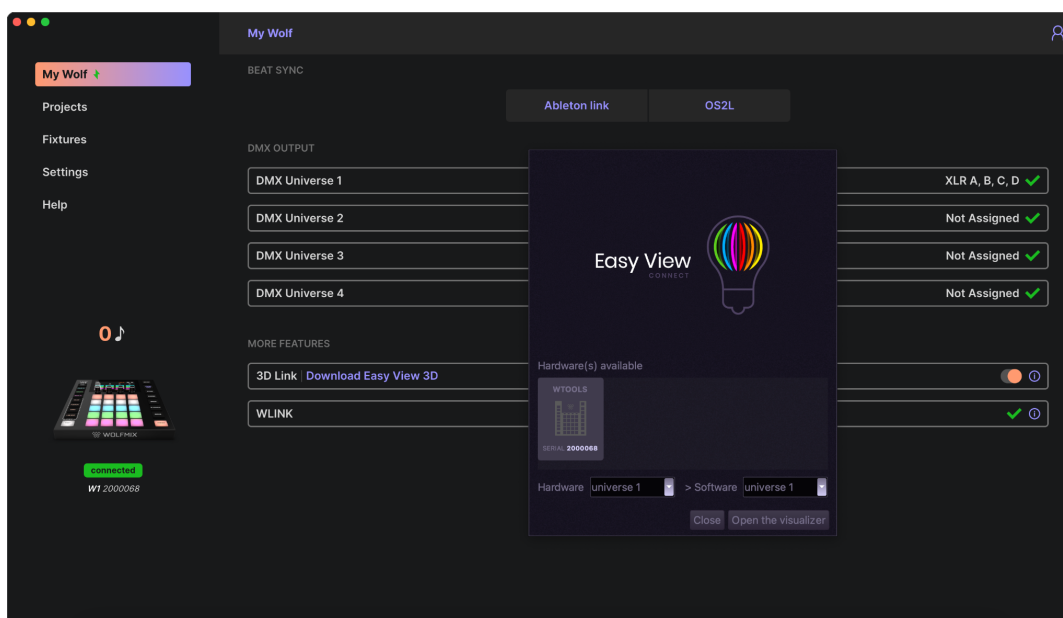 My Wolf
My Wolf
Projects
Fixtures
Settings
Help
0
WOLFMIX
connected
W1 2000068
BEAT SYNC
Ableton link
OS2L
DMX OUTPUT
DMX Universe 1
XLR A, B, C, D
DMX Universe 2
Not Assigned
DMX Universe 3
Not Assigned
DMX Universe 4
Not Assigned
MORE FEATURES
3D Link | Download Easy View 3D
WLINK
Easy View
CONNECT
Hardware(s) available
WTOOLS
SERIAL 2000068
Hardware universe 1 > Software universe 1
Close Open the visualizer